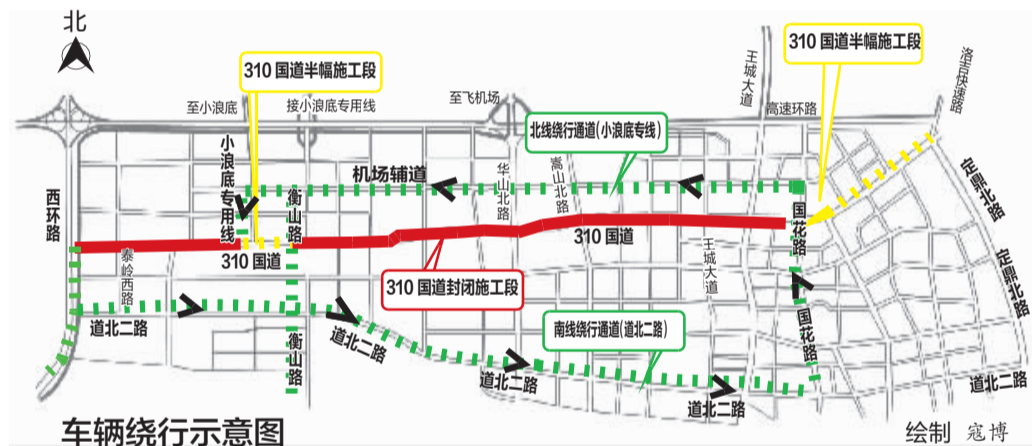 北
310 国道半幅施工段
310 国道半幅施工段
王城大道
洛吉快速路
至小浪底
接小浪底专用线
至飞机场
高速环路
北线绕行通道(小浪底专线)
小浪底专用线
机场辅道
华山北路
嵩山北路
西环路
衡山路
国花路
定鼎北路
310 国道
310 国道
王城大道
泰岭西路
310 国道封闭施工段
定鼎北路
道北二路
衡山路
道北二路
南线绕行通道(道北二路)
国花路
道北二路
道北二路
道北二路
车辆绕行示意图
绘制 寇博